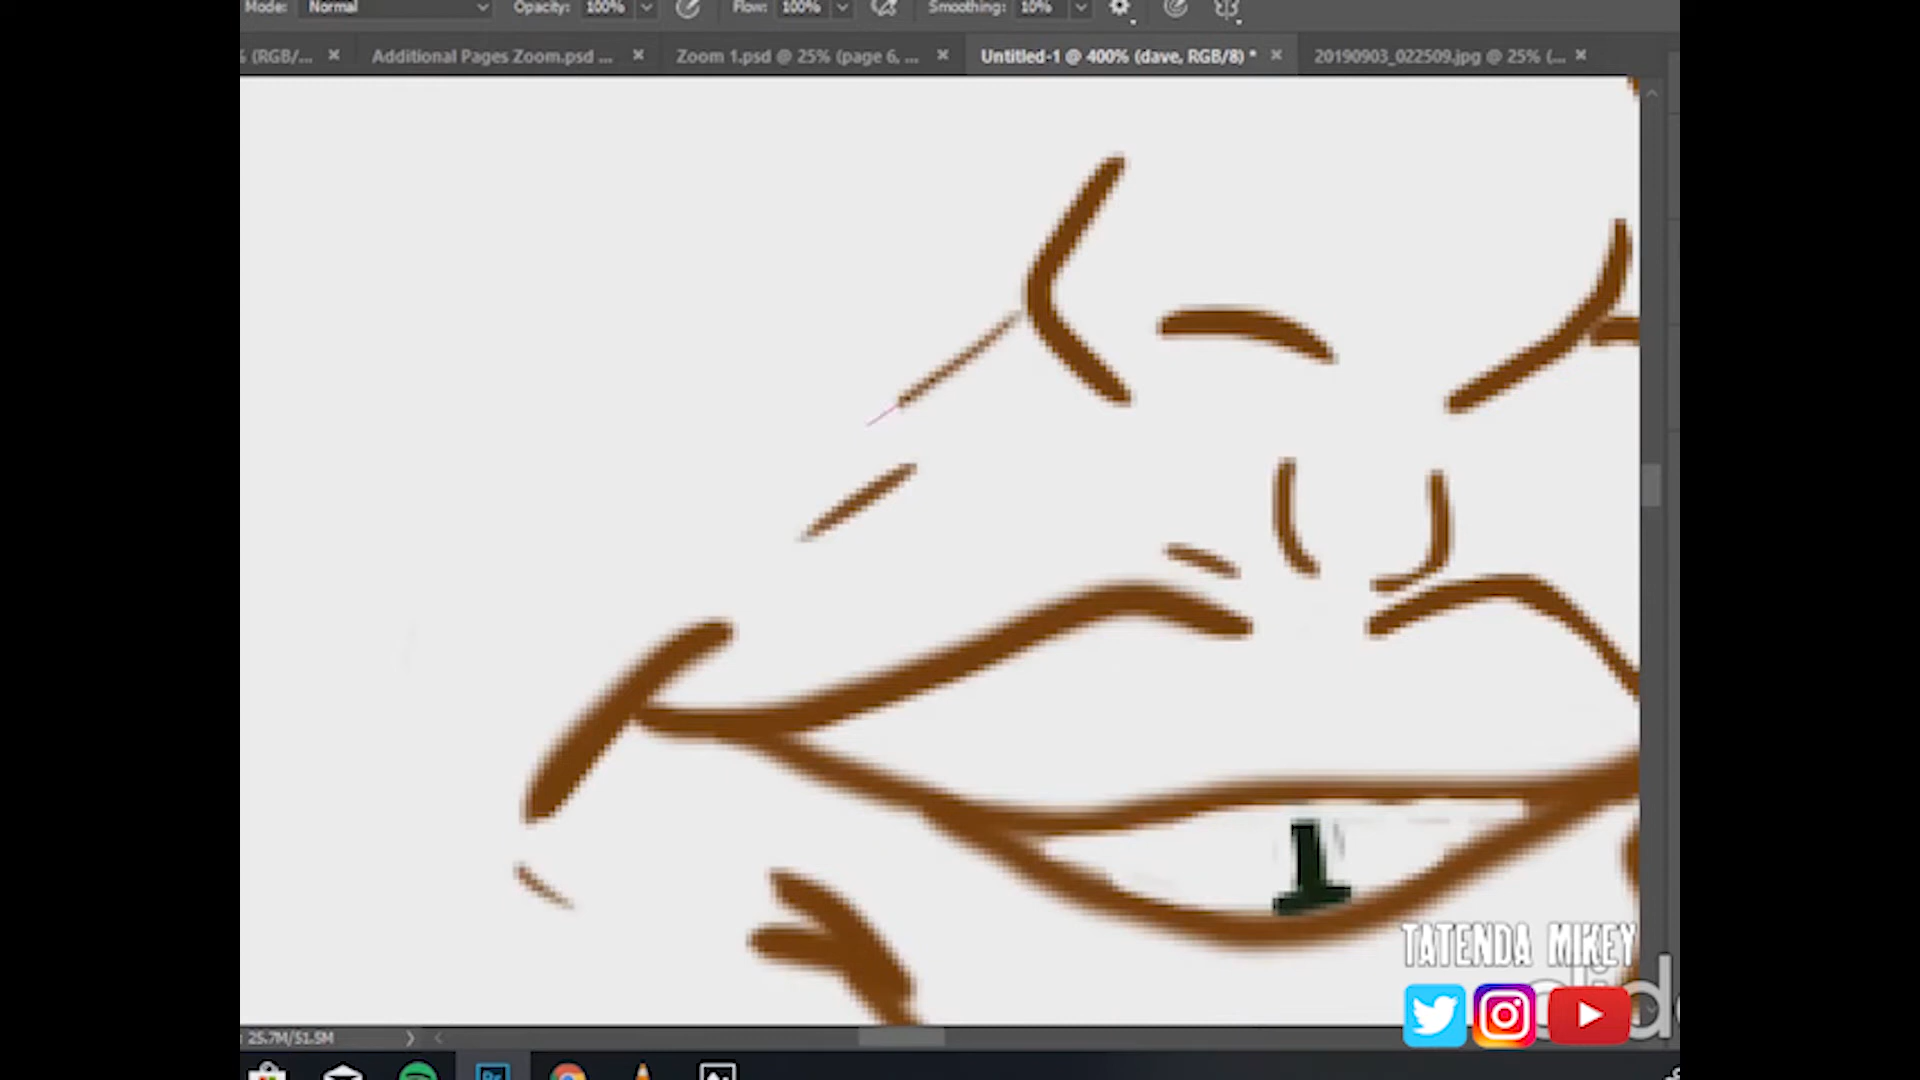 Mode: Normal Opacity: 100% Flow: 100% Smoothing: 10%
% (RGB/... Additional Pages Zoom.psd ... Zoom 1.psd @ 25% (page 6, ... Untitled-1 @ 400% (dave, RGB/8) * 20190903_022509.jpg @ 25% (...
TATENDA MIKEY
25.7M/51.5M